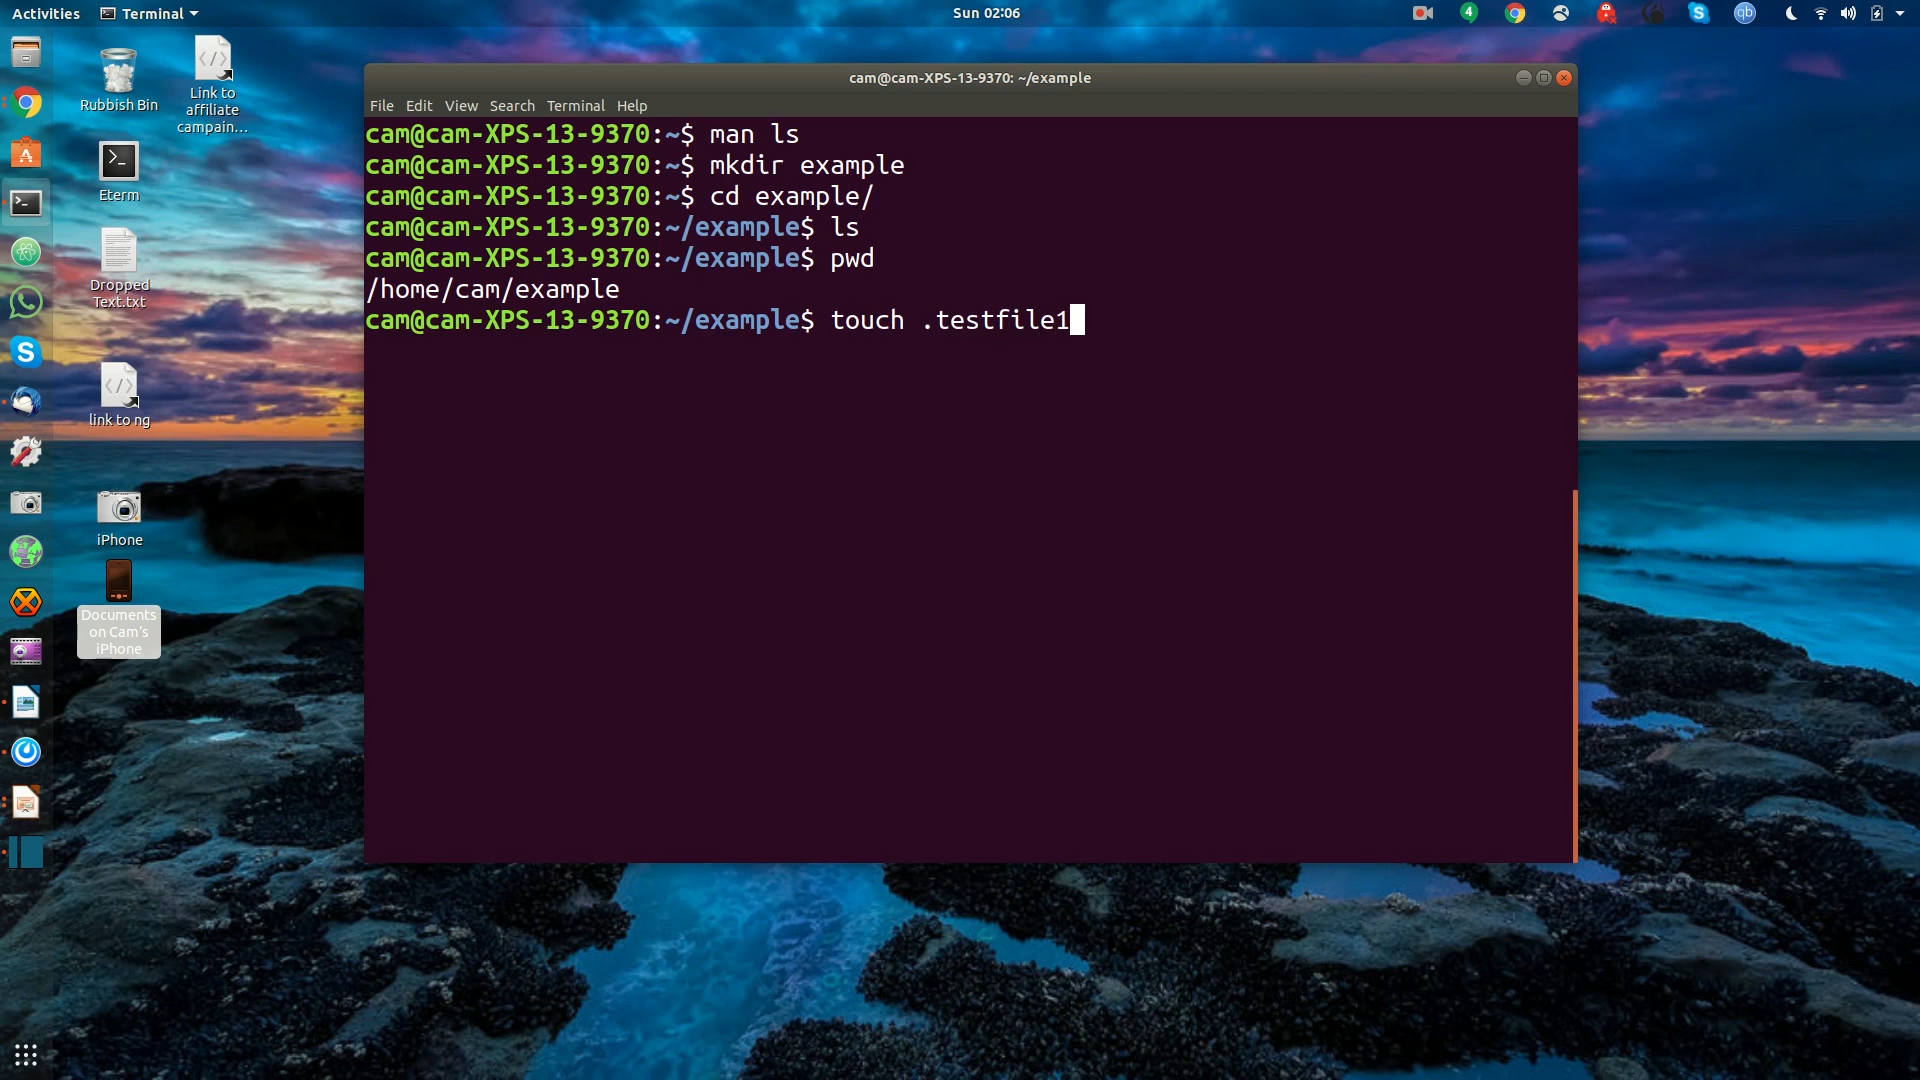 Activities Terminal Sun 02:06 4 qb
Rubbish Bin
Link to
affiliate
campain...
Eterm
Dropped
Text.txt
link to ng
iPhone
Documents
on Cam's
iPhone
cam@cam-XPS-13-9370: ~/example
File Edit View Search Terminal Help
cam@cam-XPS-13-9370:~$ man ls
cam@cam-XPS-13-9370:~$ mkdir example
cam@cam-XPS-13-9370:~$ cd example/
cam@cam-XPS-13-9370:~/example$ ls
cam@cam-XPS-13-9370:~/example$ pwd
/home/cam/example
cam@cam-XPS-13-9370:~/example$ touch .testfile1